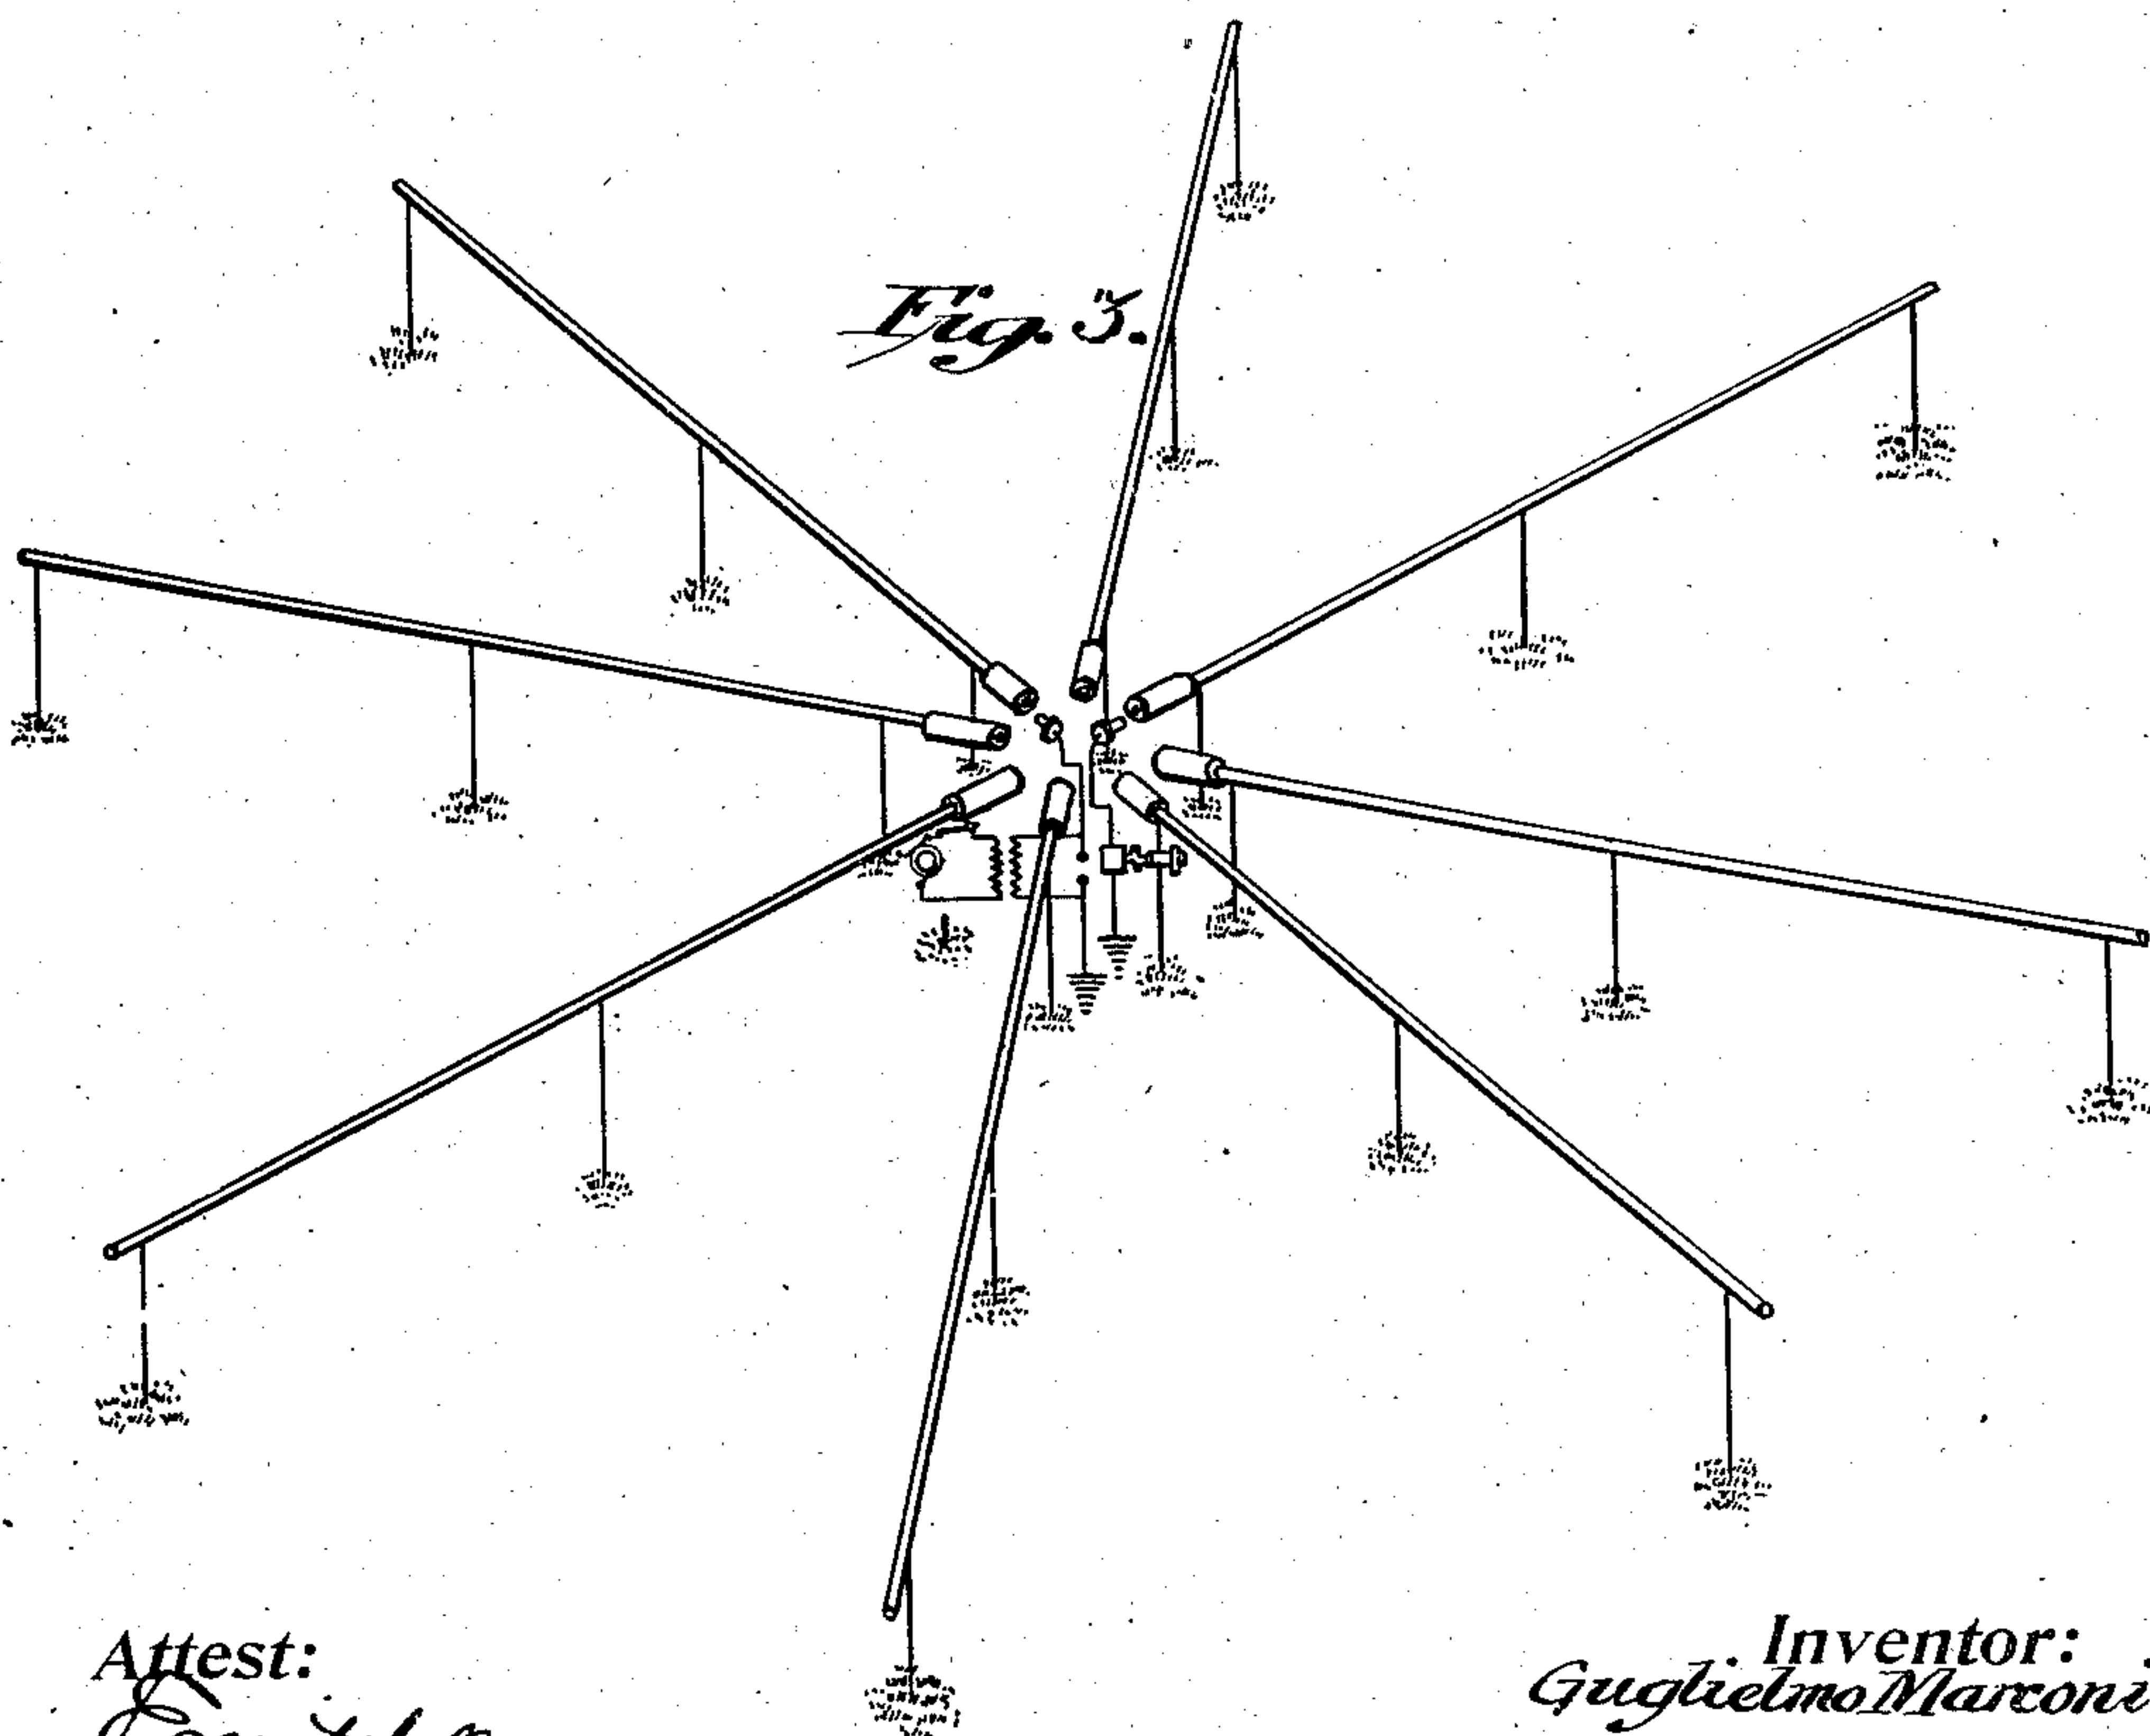 Fig. 3.
Attest:
Inventor:
Guglielmo Marconi